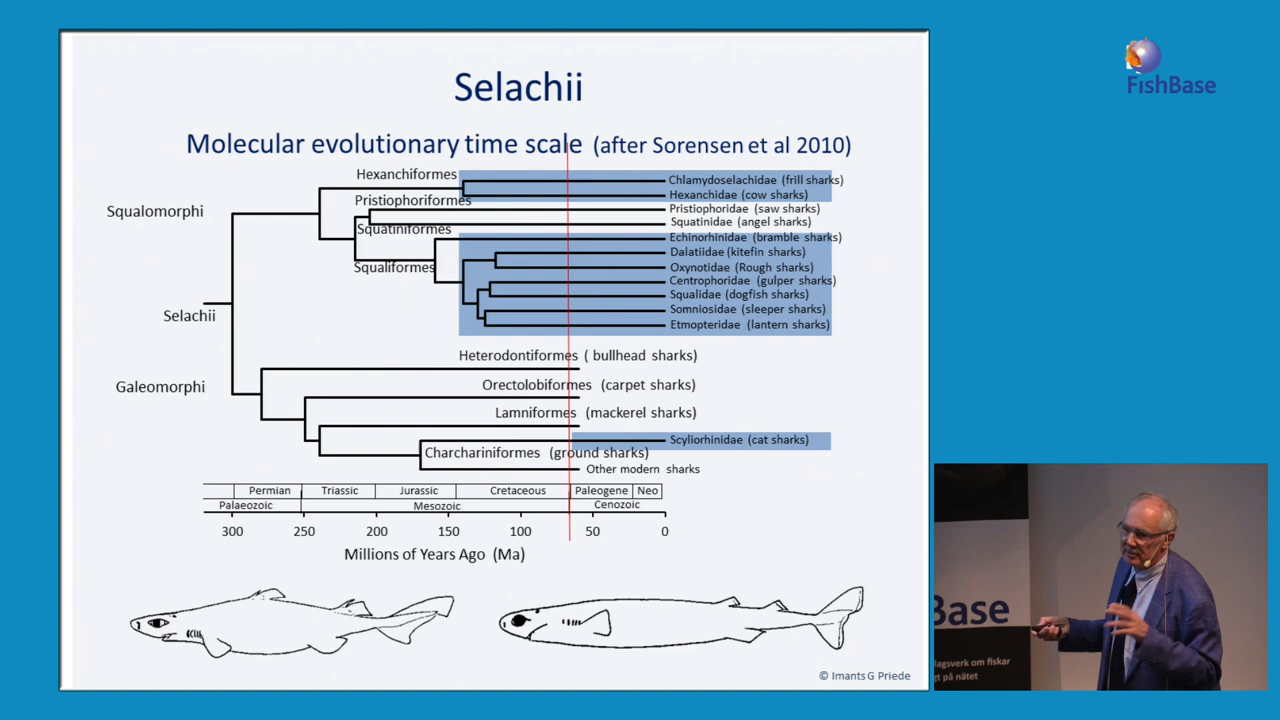 Selachii
FishBase
Molecular evolutionary time scale (after Sorensen et al 2010)
Hexanchiformes
Chlamydoselachidae (frill sharks)
Hexanchidae (cow sharks)
Pristiophoriformes
Pristiophoridae (saw sharks)
Squalomorphi
Squatinidae (angel sharks)
Squatiniformes
Echinorhinidae (bramble sharks)
Dalatiidae (kitefin sharks)
Squaliformes
Oxynotidae (Rough sharks)
Centrophoridae (gulper sharks)
Squalidae (dogfish sharks)
Somniosidae (sleeper sharks)
Selachii
Etmopteridae (lantern sharks)
Heterodontiformes ( bullhead sharks)
Galeomorphi
Orectolobiformes (carpet sharks)
Lamniformes (mackerel sharks)
Scyliorhinidae (cat sharks)
Charchariniformes (ground sharks)
Other modern sharks
Permian Triassic Jurassic Cretaceous Paleogene Neo
Palaeozoic Mesozoic Cenozoic
300 250 200 150 100 50 0
Millions of Years Ago (Ma)
© Imants G Priede
Base
lagsverk om fiskar
gt på nätet